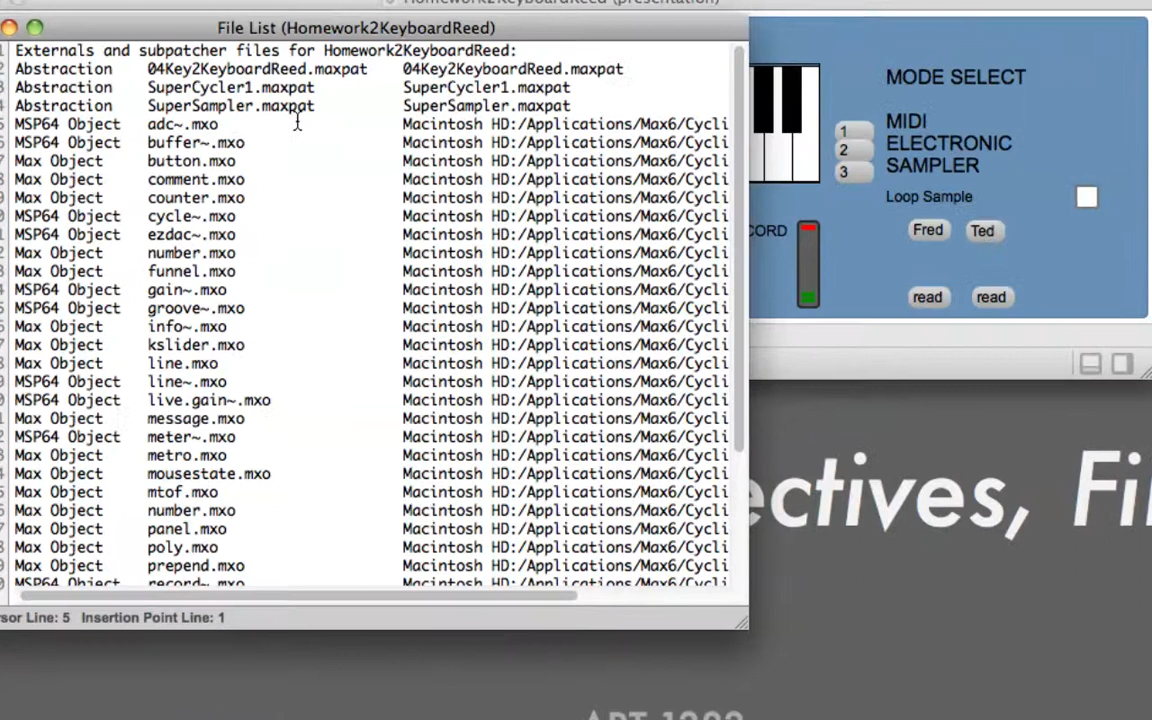 Homework2KeyboardReed (presentation)
File List (Homework2KeyboardReed)
Externals and subpatcher files for Homework2KeyboardReed:
Abstraction 04Key2KeyboardReed.maxpat 04Key2KeyboardReed.maxpat
Abstraction SuperCycler1.maxpat SuperCycler1.maxpat
Abstraction SuperSampler.maxpat SuperSampler.maxpat
MSP64 Object adc~.mxo Macintosh HD:/Applications/Max6/Cycli
MSP64 Object buffer~.mxo Macintosh HD:/Applications/Max6/Cycli
Max Object button.mxo Macintosh HD:/Applications/Max6/Cycli
Max Object comment.mxo Macintosh HD:/Applications/Max6/Cycli
Max Object counter.mxo Macintosh HD:/Applications/Max6/Cycli
MSP64 Object cycle~.mxo Macintosh HD:/Applications/Max6/Cycli
MSP64 Object ezdac~.mxo Macintosh HD:/Applications/Max6/Cycli
Max Object number.mxo Macintosh HD:/Applications/Max6/Cycli
Max Object funnel.mxo Macintosh HD:/Applications/Max6/Cycli
MSP64 Object gain~.mxo Macintosh HD:/Applications/Max6/Cycli
MSP64 Object groove~.mxo Macintosh HD:/Applications/Max6/Cycli
MSP64 Object info~.mxo Macintosh HD:/Applications/Max6/Cycli
Max Object kslider.mxo Macintosh HD:/Applications/Max6/Cycli
Max Object line.mxo Macintosh HD:/Applications/Max6/Cycli
MSP64 Object line~.mxo Macintosh HD:/Applications/Max6/Cycli
MSP64 Object live.gain~.mxo Macintosh HD:/Applications/Max6/Cycli
Max Object message.mxo Macintosh HD:/Applications/Max6/Cycli
MSP64 Object meter~.mxo Macintosh HD:/Applications/Max6/Cycli
Max Object metro.mxo Macintosh HD:/Applications/Max6/Cycli
Max Object mousestate.mxo Macintosh HD:/Applications/Max6/Cycli
Max Object mtof.mxo Macintosh HD:/Applications/Max6/Cycli
Max Object number.mxo Macintosh HD:/Applications/Max6/Cycli
Max Object panel.mxo Macintosh HD:/Applications/Max6/Cycli
Max Object poly.mxo Macintosh HD:/Applications/Max6/Cycli
Max Object prepend.mxo Macintosh HD:/Applications/Max6/Cycli
MSP64 Object record~.mxo Macintosh HD:/Applications/Max6/Cycli
sor Line: 5 Insertion Point Line: 1
MODE SELECT
1 MIDI
2 ELECTRONIC
3 SAMPLER
Loop Sample
CORD
Fred Ted
read read
ectives, Fi
ART 1200